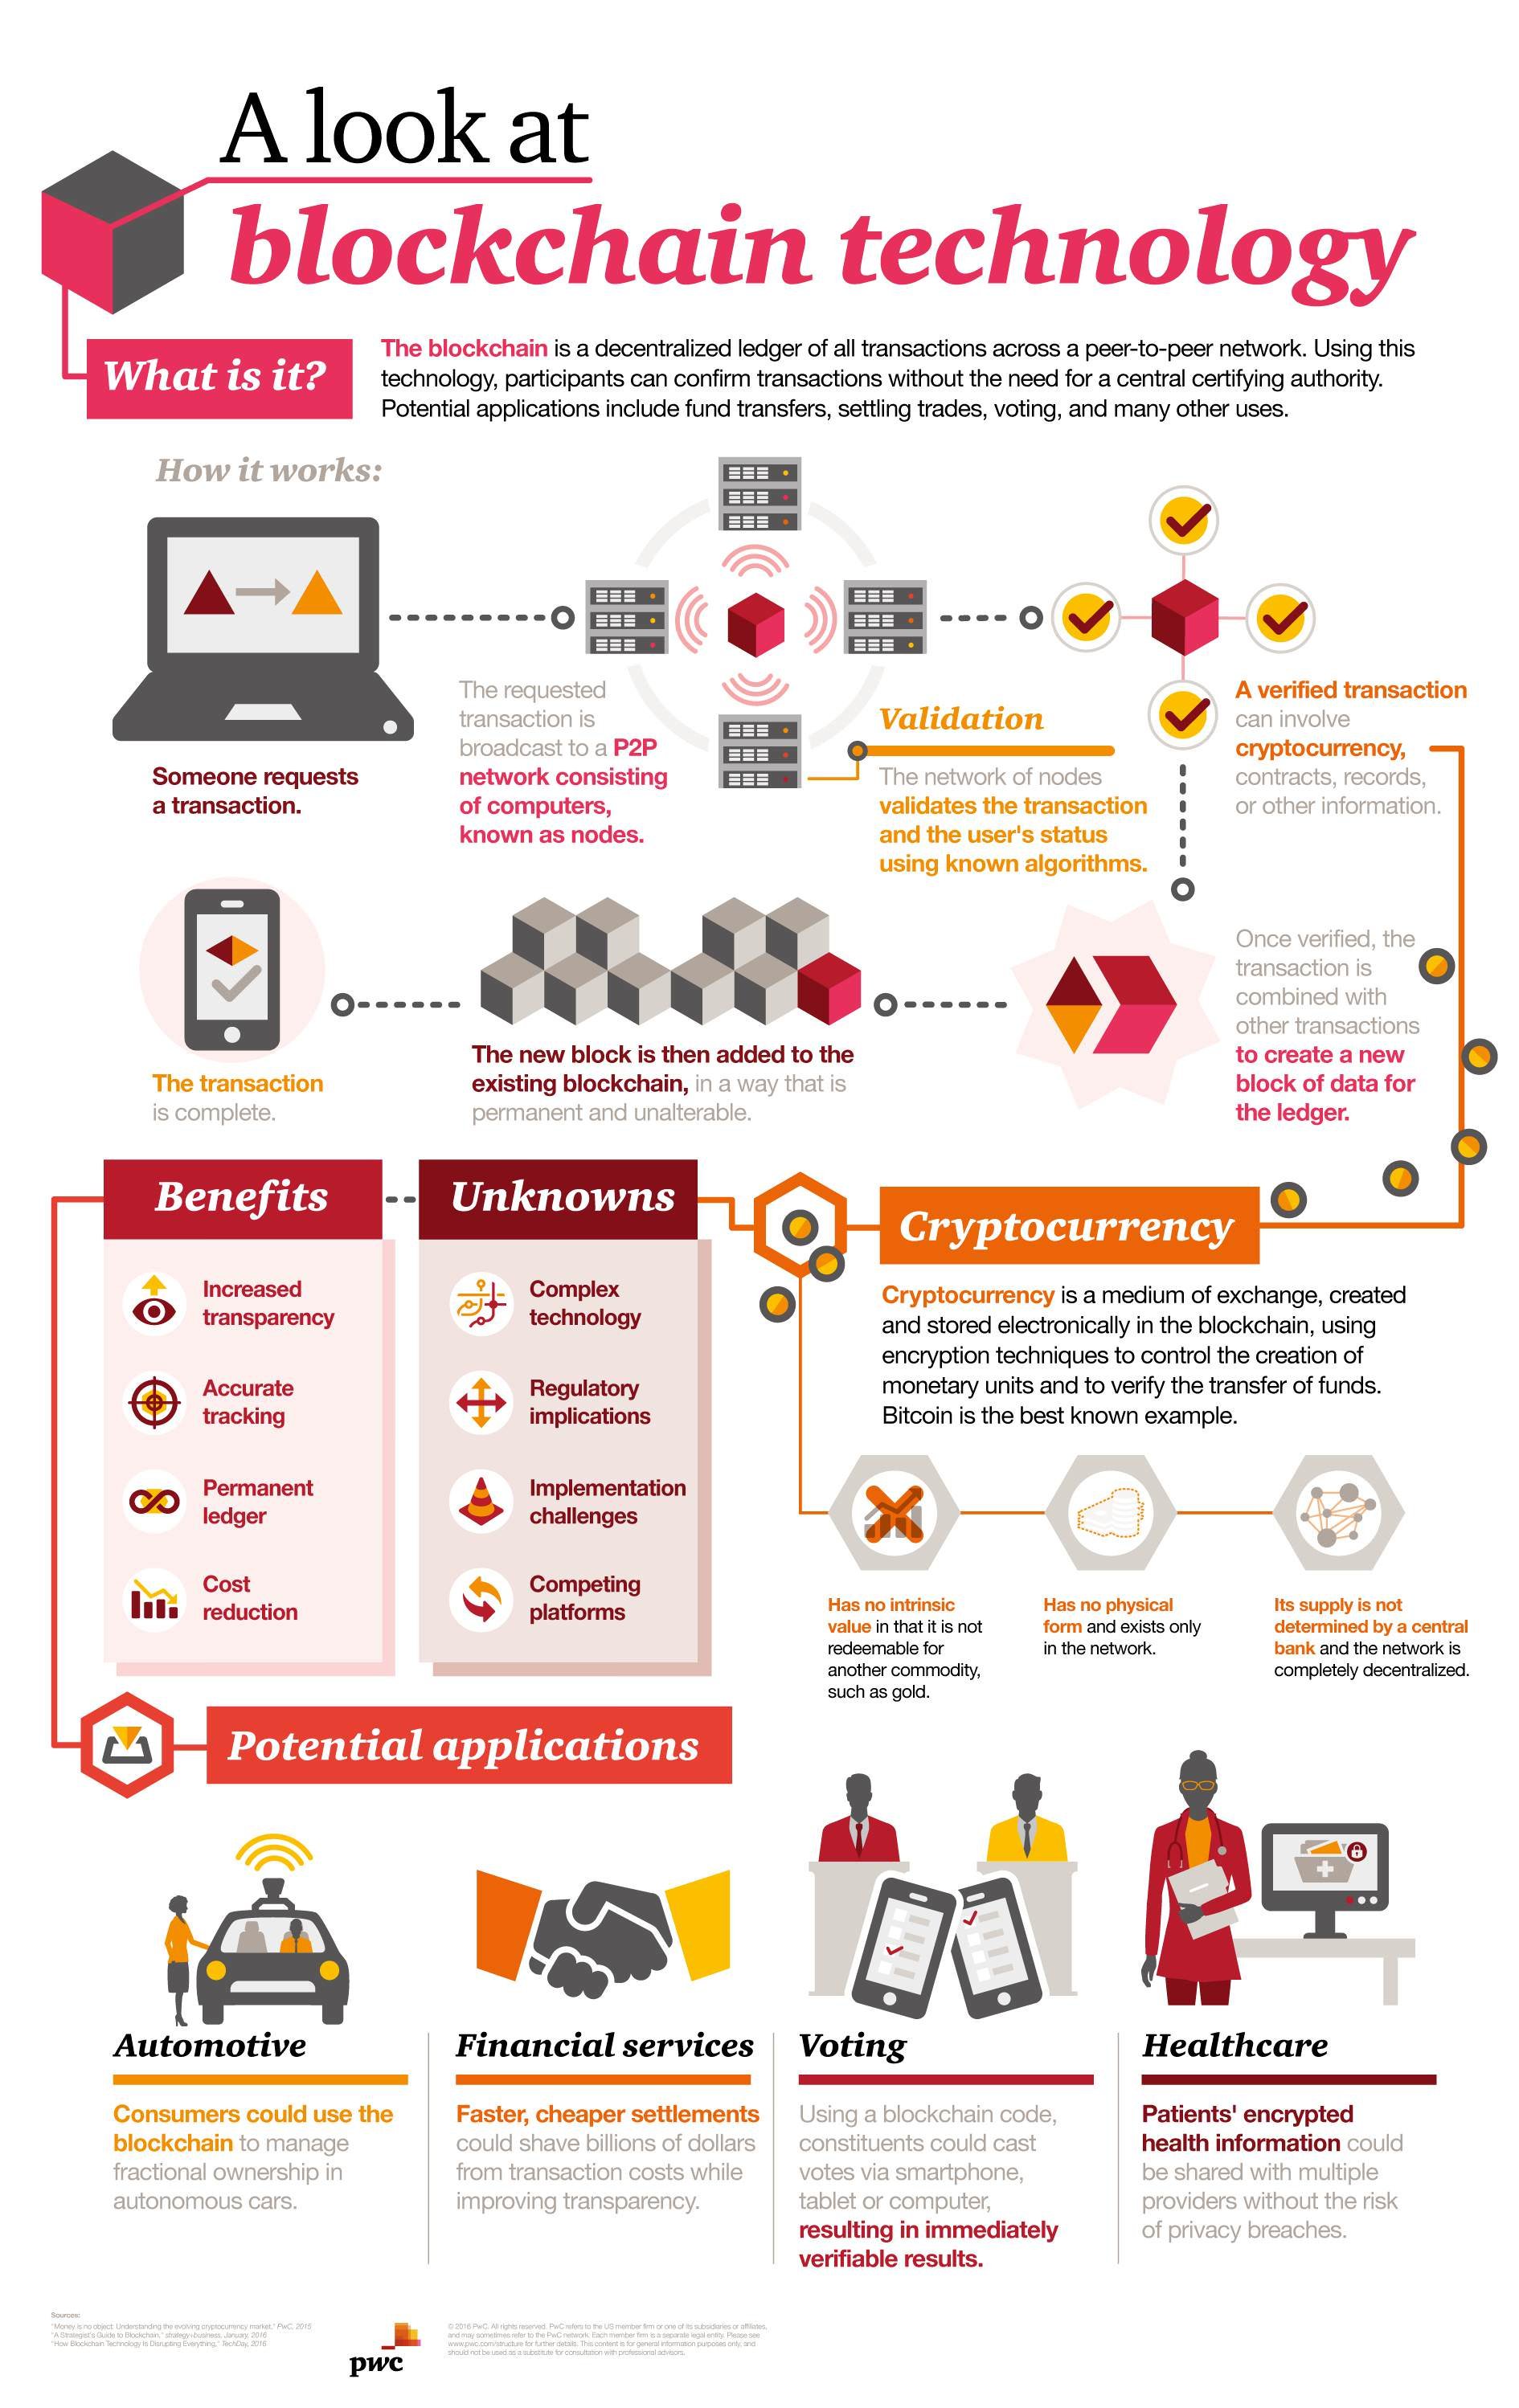 A look at
blockchain technology
What is it?
The blockchain is a decentralized ledger of all transactions across a peer-to-peer network. Using this
technology, participants can confirm transactions without the need for a central certifying authority.
Potential applications include fund transfers, settling trades, voting, and many other uses.
How it works:
Someone requests
a transaction.
The requested
transaction is
broadcast to a P2P
network consisting
of computers,
known as nodes.
Validation
The network of nodes
validates the transaction
and the user's status
using known algorithms.
A verified transaction
can involve
cryptocurrency,
contracts, records,
or other information.
Once verified, the
transaction is
combined with
other transactions
to create a new
block of data for
the ledger.
The new block is then added to the
existing blockchain, in a way that is
permanent and unalterable.
The transaction
is complete.
Benefits
Increased
transparency
Accurate
tracking
Permanent
ledger
Cost
reduction
Unknowns
Complex
technology
Regulatory
implications
Implementation
challenges
Competing
platforms
Cryptocurrency
Cryptocurrency is a medium of exchange, created
and stored electronically in the blockchain, using
encryption techniques to control the creation of
monetary units and to verify the transfer of funds.
Bitcoin is the best known example.
Has no intrinsic
value in that it is not
redeemable for
another commodity,
such as gold.
Has no physical
form and exists only
in the network.
Its supply is not
determined by a central
bank and the network is
completely decentralized.
Potential applications
Automotive
Consumers could use the
blockchain to manage
fractional ownership in
autonomous cars.
Financial services
Faster, cheaper settlements
could shave billions of dollars
from transaction costs while
improving transparency.
Voting
Using a blockchain code,
constituents could cast
votes via smartphone,
tablet or computer,
resulting in immediately
verifiable results.
Healthcare
Patients' encrypted
health information could
be shared with multiple
providers without the risk
of privacy breaches.
Sources:
"Money is no object: Understanding the evolving cryptocurrency market," PwC, 2015
"A Strategist's Guide to Blockchain," strategy+business, January, 2016
"How Blockchain Technology Is Disrupting Everything," TechDay, 2016
pwc
© 2016 PwC. All rights reserved. PwC refers to the US member firm or one of its subsidiaries or affiliates,
and may sometimes refer to the PwC network. Each member firm is a separate legal entity. Please see
www.pwc.com/structure for further details. This content is for general information purposes only, and
should not be used as a substitute for consultation with professional advisors.